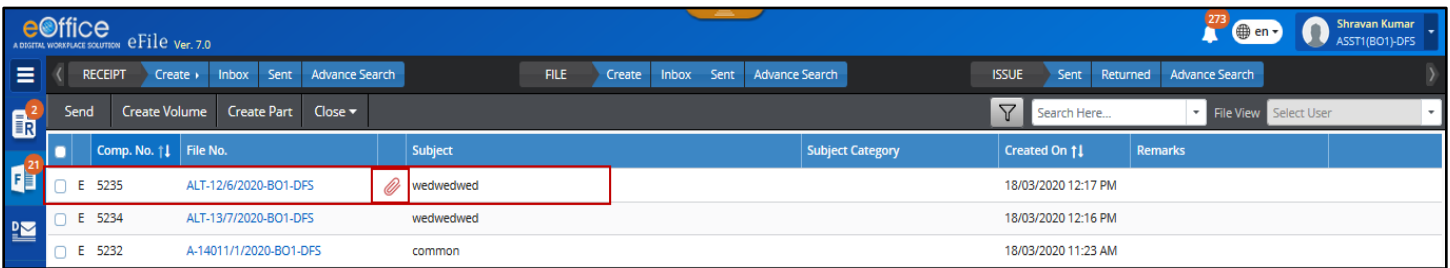 eOffice
A DIGITAL WORKPLACE SOLUTION eFile Ver. 7.0
273 en Shravan Kumar
ASST1(BO1)-DFS
RECEIPT Create Inbox Sent Advance Search FILE Create Inbox Sent Advance Search ISSUE Sent Returned Advance Search
2 R Send Create Volume Create Part Close Search Here... File View Select User
Comp. No. File No. Subject Subject Category Created On Remarks
21 F E 5235 ALT-12/6/2020-BO1-DFS wedwedwed 18/03/2020 12:17 PM
E 5234 ALT-13/7/2020-BO1-DFS wedwedwed 18/03/2020 12:16 PM
D E 5232 A-14011/1/2020-BO1-DFS common 18/03/2020 11:23 AM